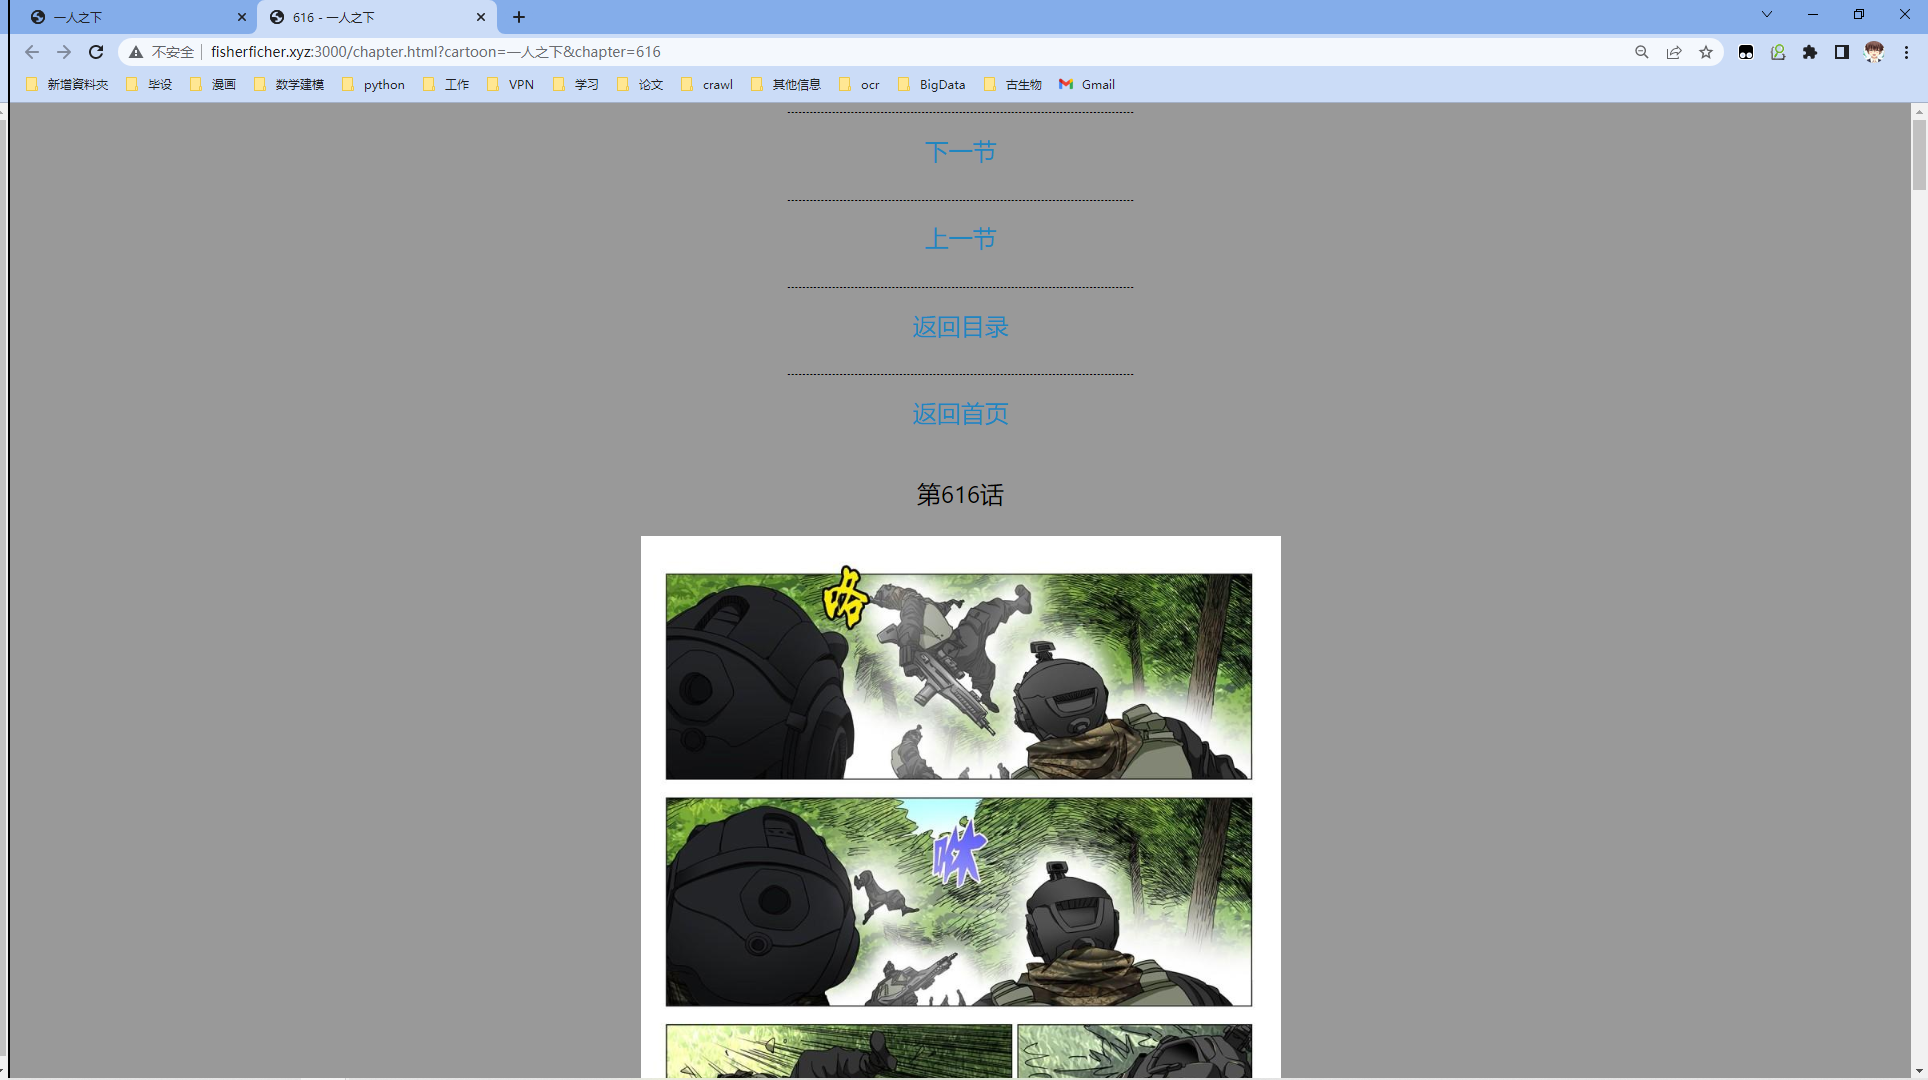 一人之下
616 - 一人之下
不安全
fisherficher.xyz:3000/chapter.html?cartoon=一人之下&chapter=616
新增資料夾 毕设 漫画 数学建模 python 工作 VPN 学习 论文 crawl 其他信息 ocr BigData 古生物 Gmail
下一节
上一节
返回目录
返回首页
第616话
咯
咻